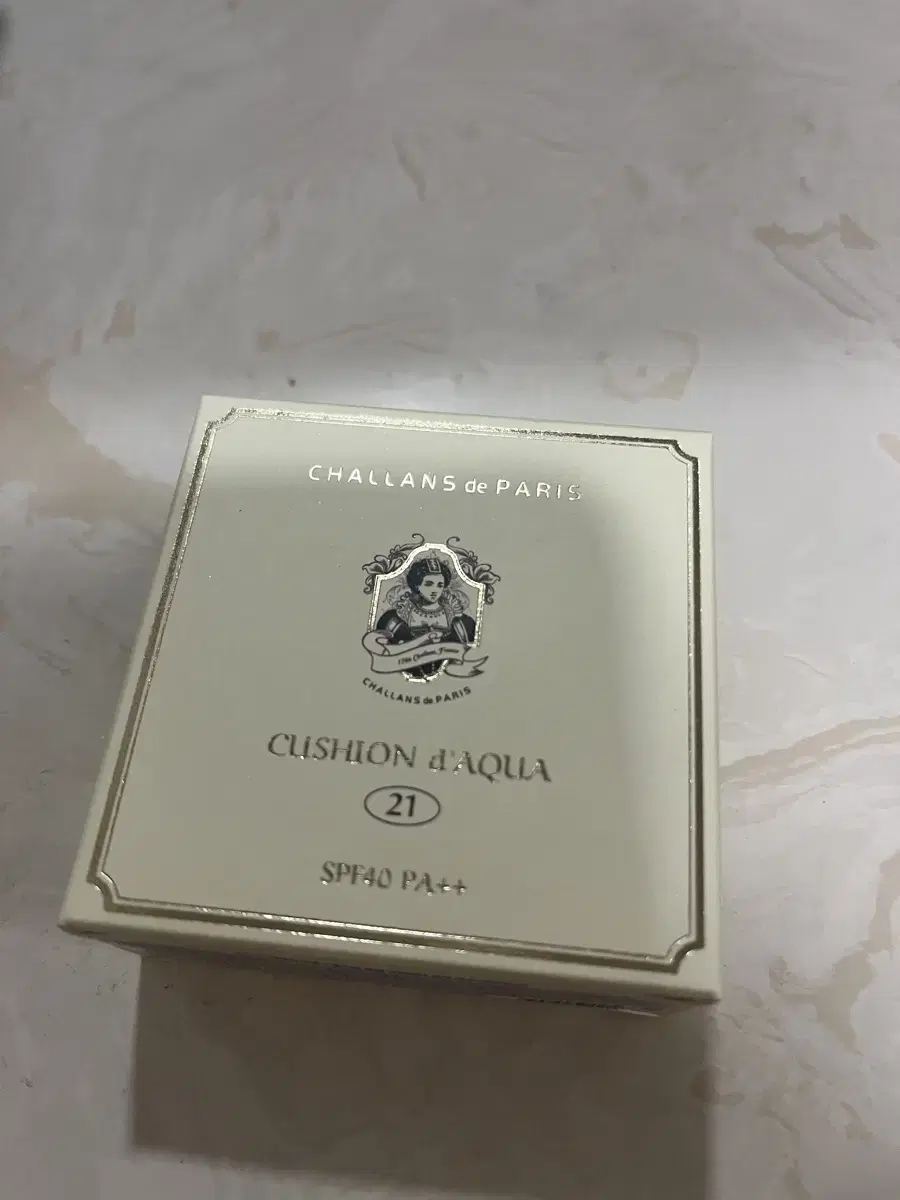 CHALLANS de PARIS
CHALLANS de PARIS
CUSHION d'AQUA
21
SPF40 PA++